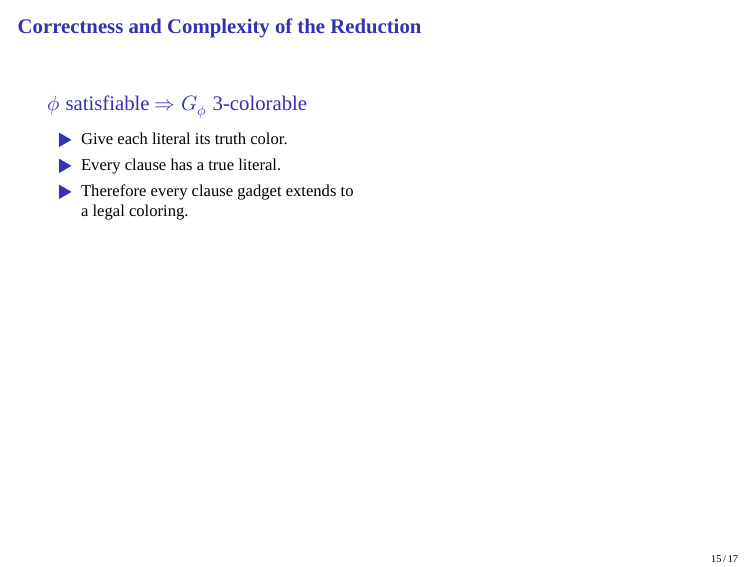 Correctness and Complexity of the Reduction
ϕ satisfiable ⇒ G_ϕ 3-colorable
▶ Give each literal its truth color.
▶ Every clause has a true literal.
▶ Therefore every clause gadget extends to
a legal coloring.
15 / 17